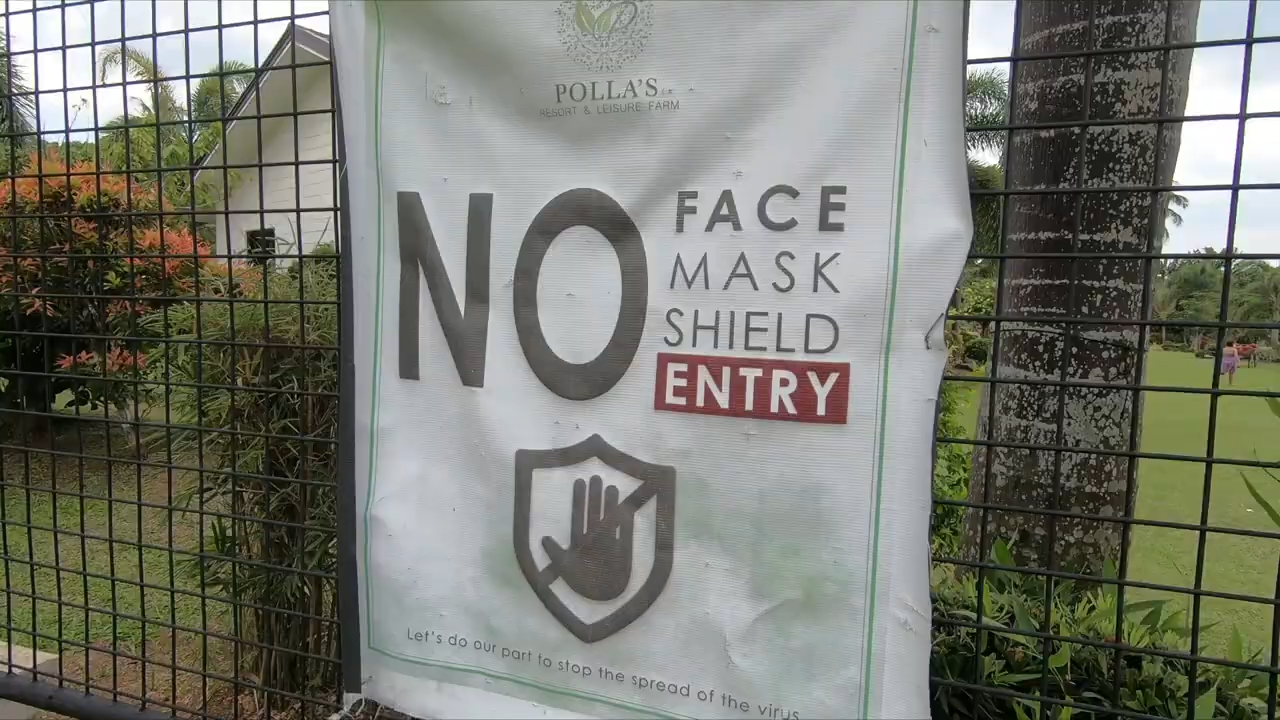 POLLA'S
RESORT & LEISURE FARM
NO
FACE
MASK
SHIELD
ENTRY
Let's do our part to stop the spread of the virus